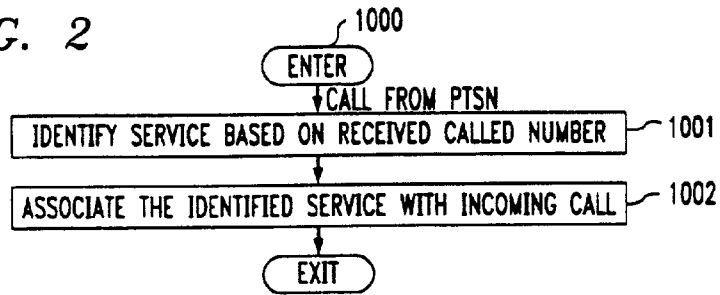 G. 2
1000
ENTER
CALL FROM PTSN
IDENTIFY SERVICE BASED ON RECEIVED CALLED NUMBER
1001
ASSOCIATE THE IDENTIFIED SERVICE WITH INCOMING CALL
1002
EXIT